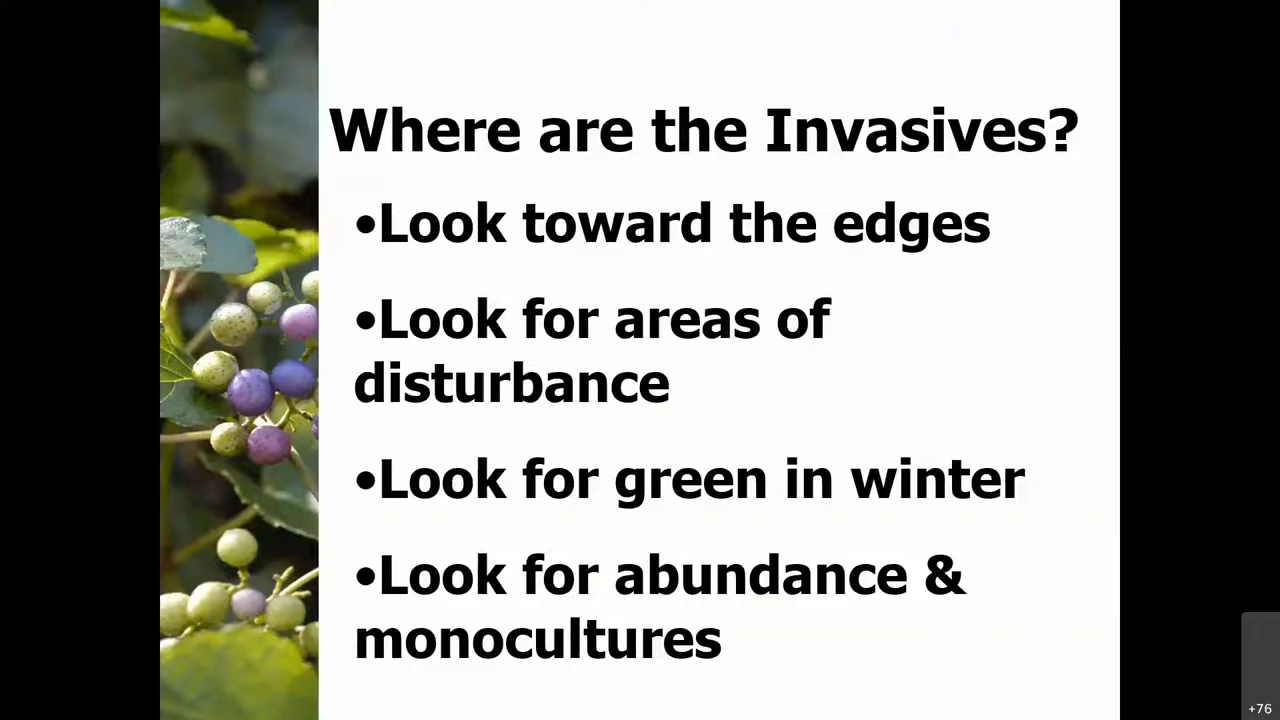 Where are the Invasives?
•Look toward the edges
•Look for areas of
disturbance
•Look for green in winter
•Look for abundance &
monocultures
+76